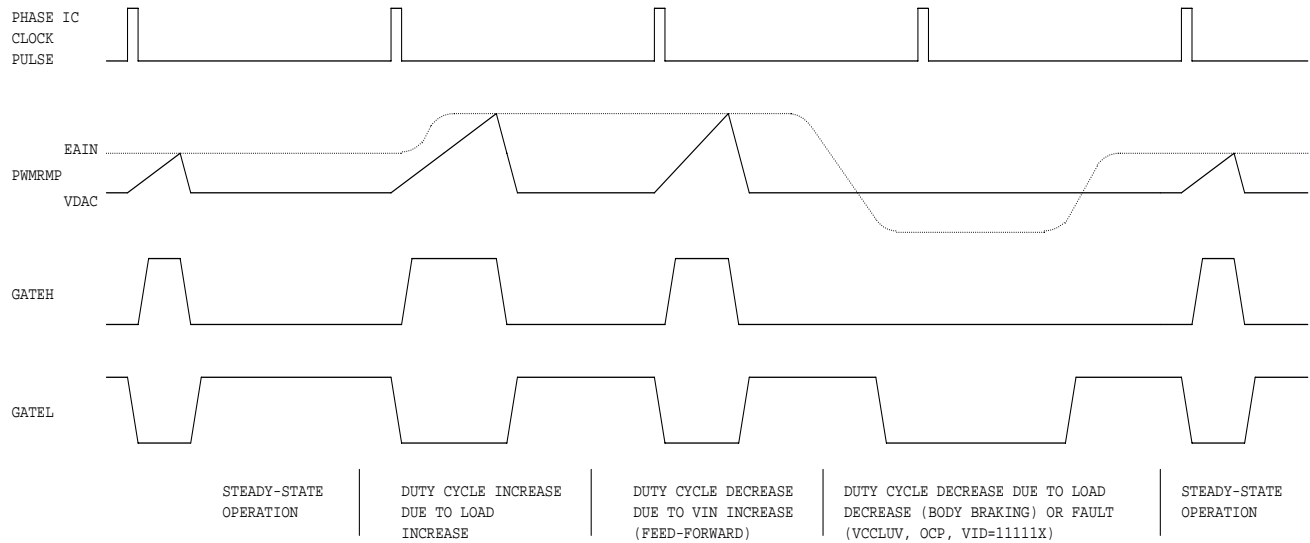 PHASE IC
CLOCK
PULSE
EAIN
PWMRMP
VDAC
GATEH
GATEL
STEADY-STATE
OPERATION
DUTY CYCLE INCREASE
DUE TO LOAD
INCREASE
DUTY CYCLE DECREASE
DUE TO VIN INCREASE
(FEED-FORWARD)
DUTY CYCLE DECREASE DUE TO LOAD
DECREASE (BODY BRAKING) OR FAULT
(VCCLUV, OCP, VID=11111X)
STEADY-STATE
OPERATION